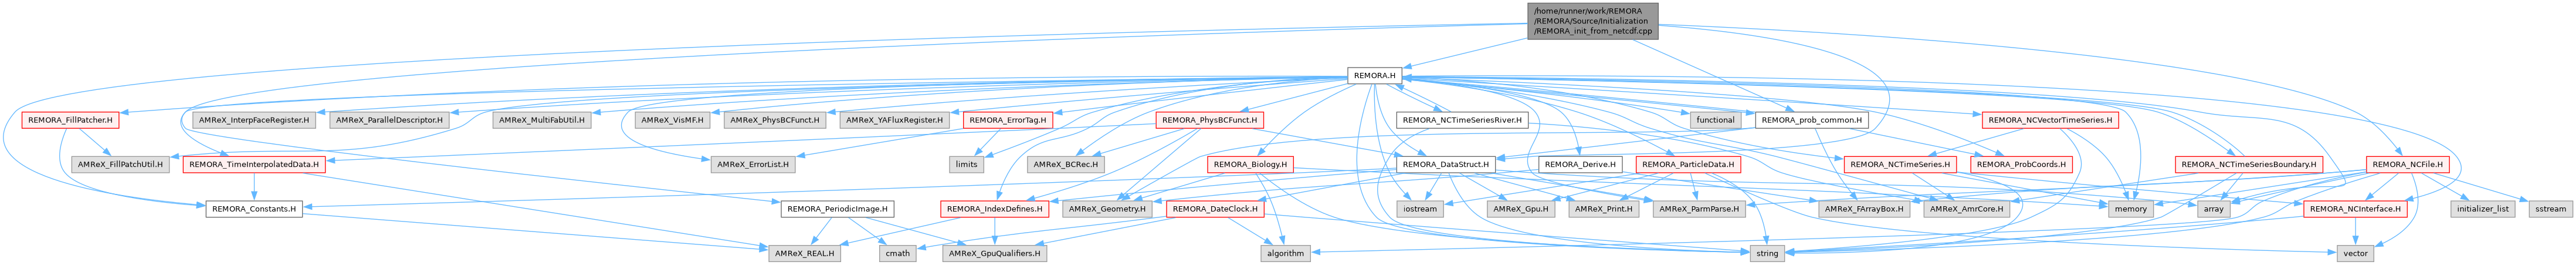 /home/runner/work/REMORA
/REMORA/Source/Initialization
/REMORA_init_from_netcdf.cpp
REMORA.H
REMORA_FillPatcher.H
AMReX_InterpFaceRegister.H
AMReX_ParallelDescriptor.H
AMReX_MultiFabUtil.H
AMReX_VisMF.H
AMReX_PhysBCFunct.H
AMReX_YAFluxRegister.H
REMORA_ErrorTag.H
REMORA_PhysBCFunct.H
REMORA_NCTimeSeriesRiver.H
functional
REMORA_prob_common.H
REMORA_NCVectorTimeSeries.H
AMReX_FillPatchUtil.H
REMORA_TimeInterpolatedData.H
AMReX_ErrorList.H
limits
AMReX_BCRec.H
REMORA_Biology.H
REMORA_DataStruct.H
REMORA_Derive.H
REMORA_ParticleData.H
REMORA_NCTimeSeries.H
REMORA_ProbCoords.H
REMORA_NCTimeSeriesBoundary.H
REMORA_NCFile.H
REMORA_Constants.H
REMORA_PeriodicImage.H
REMORA_IndexDefines.H
AMReX_Geometry.H
REMORA_DateClock.H
iostream
AMReX_Gpu.H
AMReX_Print.H
AMReX_ParmParse.H
AMReX_FArrayBox.H
AMReX_AmrCore.H
memory
array
REMORA_NCInterface.H
initializer_list
sstream
AMReX_REAL.H
cmath
AMReX_GpuQualifiers.H
algorithm
string
vector